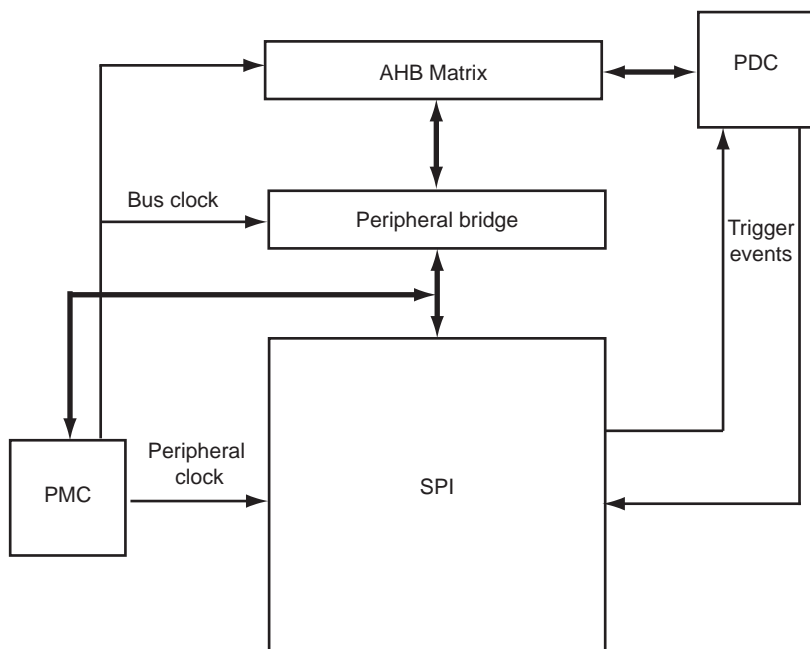 AHB Matrix
PDC
Bus clock
Peripheral bridge
Trigger
events
Peripheral
clock
PMC
SPI